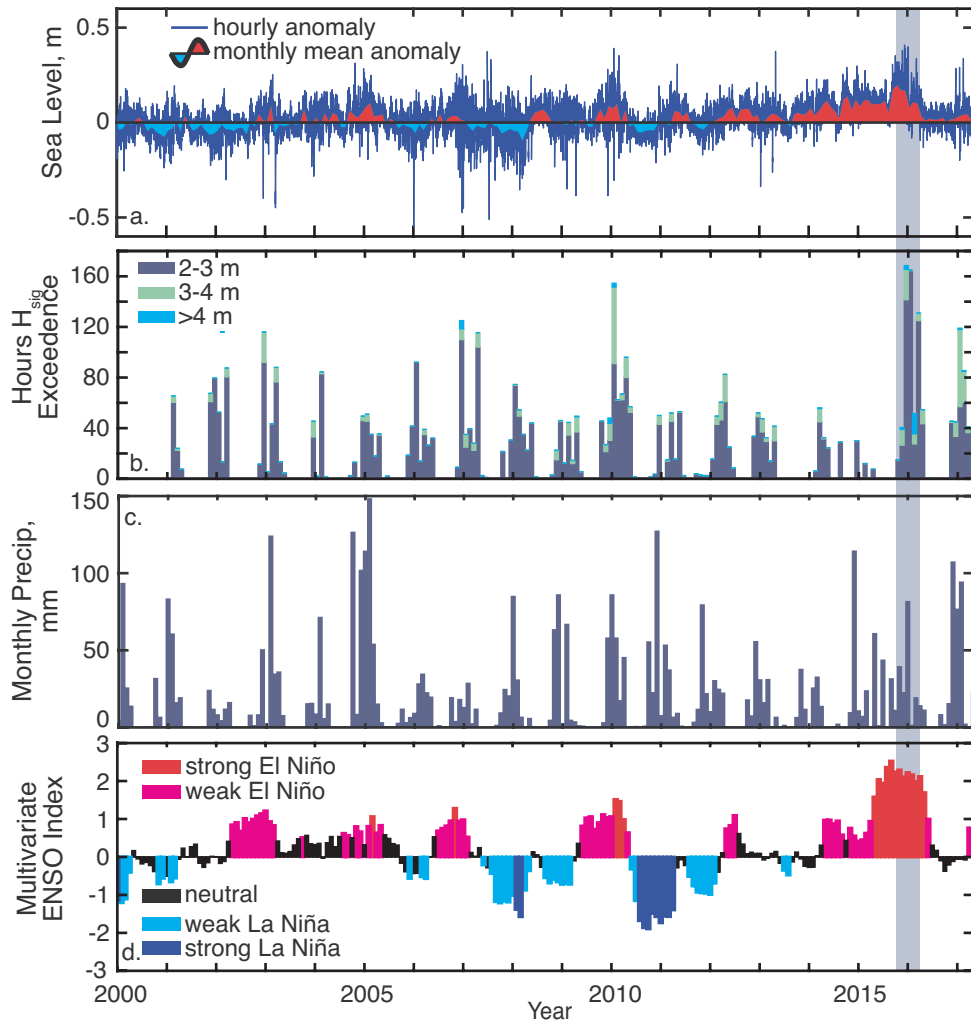 0.5
0
-0.5
Sea Level, m
hourly anomaly
monthly mean anomaly
a.
160
120
80
40
0
Hours Hsig
Exceedence
2-3 m
3-4 m
>4 m
b.
150
100
50
0
Monthly Precip,
mm
c.
3
2
1
0
-1
-2
-3
Multivariate
ENSO Index
strong El Niño
weak El Niño
neutral
weak La Niña
strong La Niña
d.
2000
2005
2010
2015
Year